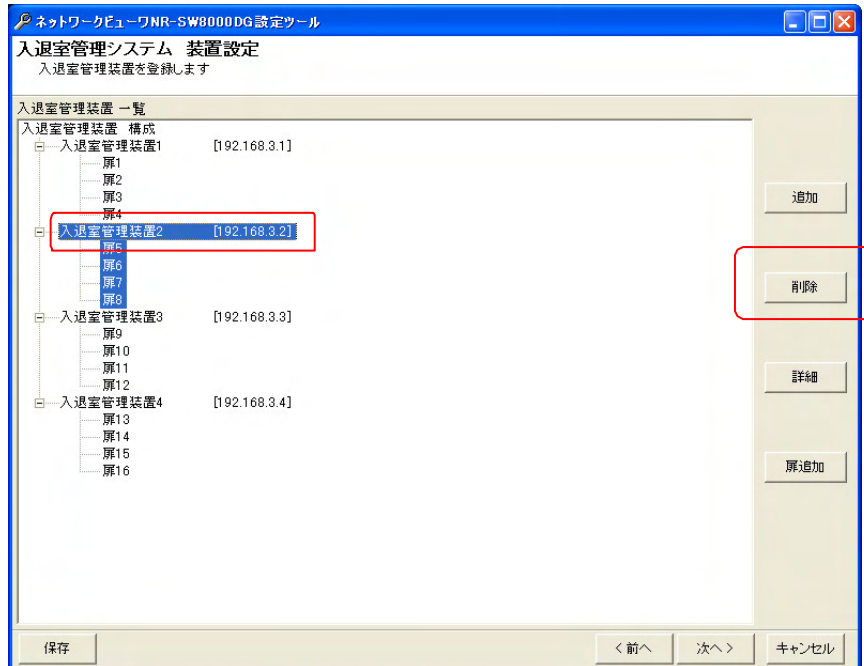 ネットワークビューワNR-SW8000DG設定ツール
入退室管理システム 装置設定
入退室管理装置を登録します
入退室管理装置 一覧
入退室管理装置 構成
入退室管理装置1 [192.168.3.1]
扉1
扉2
扉3
扉4
入退室管理装置2 [192.168.3.2]
扉5
扉6
扉7
扉8
入退室管理装置3 [192.168.3.3]
扉9
扉10
扉11
扉12
入退室管理装置4 [192.168.3.4]
扉13
扉14
扉15
扉16
追加
削除
詳細
扉追加
保存
<前へ
次へ>
キャンセル